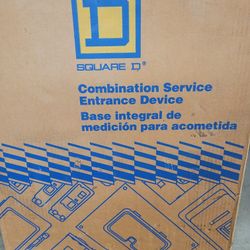 D
SQUARE D®
Combination Service
Entrance Device
Base integral de
medición para acometida